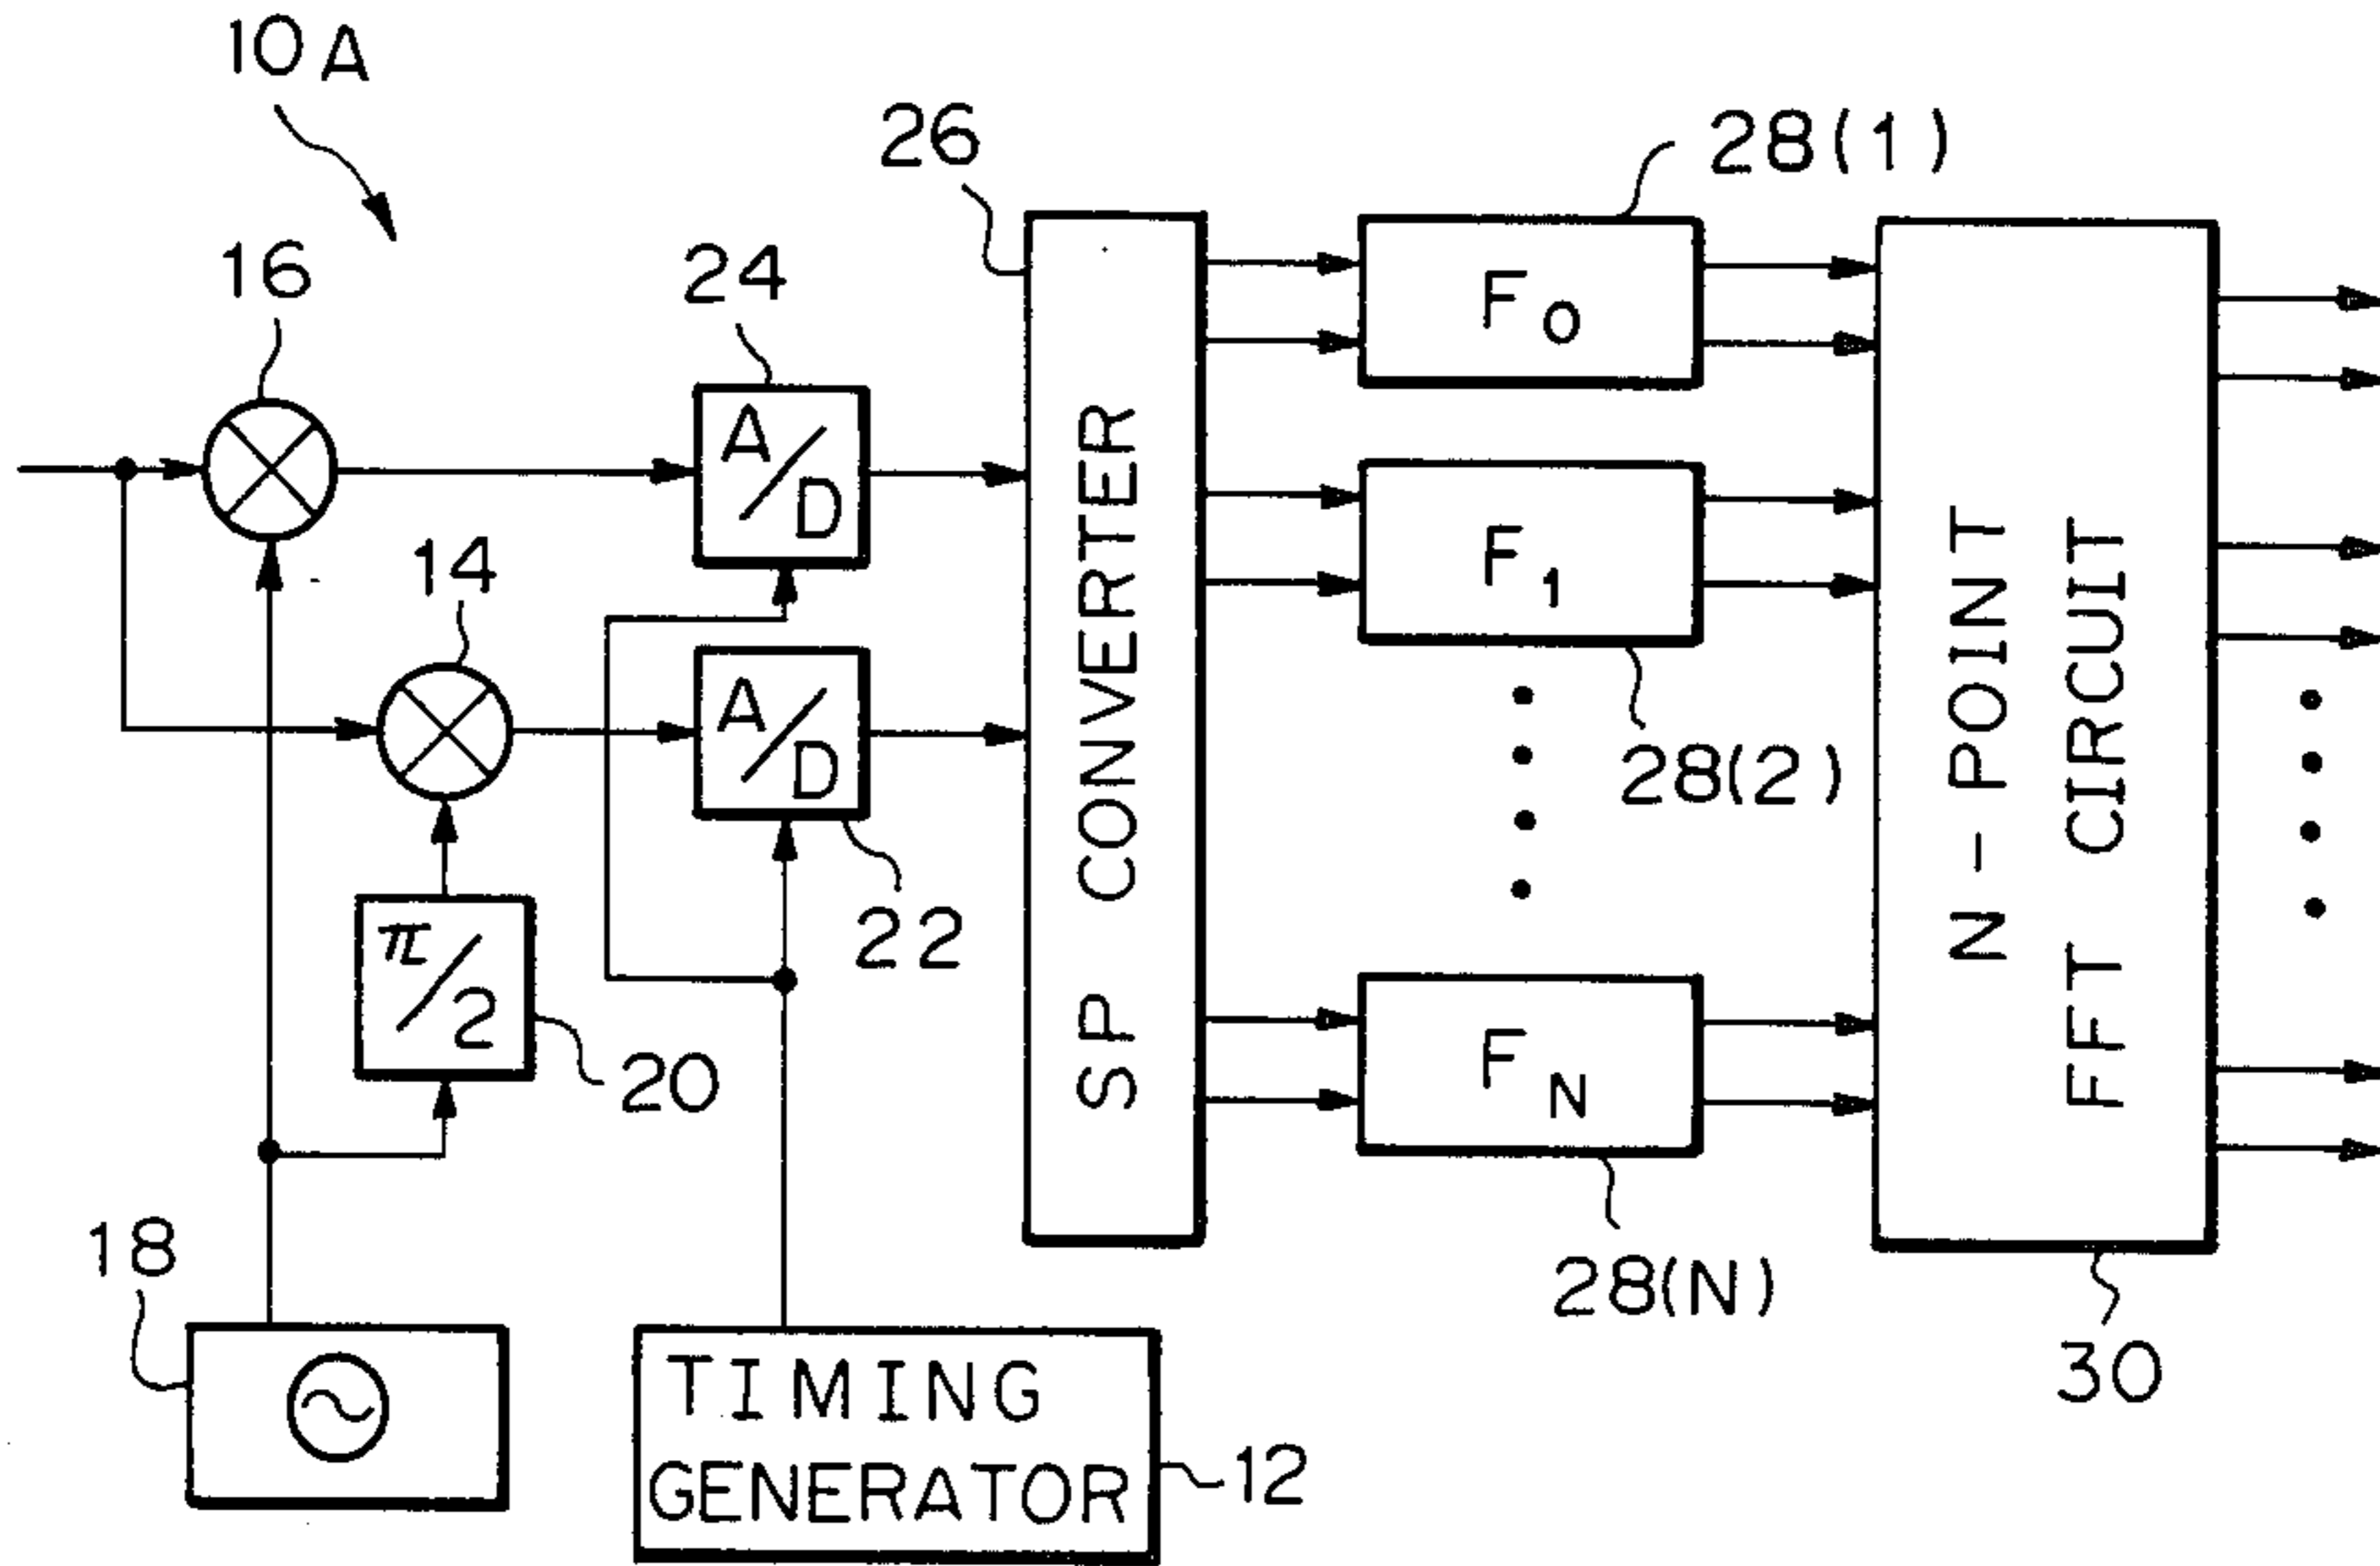 10A
26
28(1)
16
24
F0
A/D
14
F1
A/D
SP CONVERTER
N-POINT
FFT CIRCUIT
28(2)
22
π/2
20
FN
18
28(N)
30
TIMING
GENERATOR
12